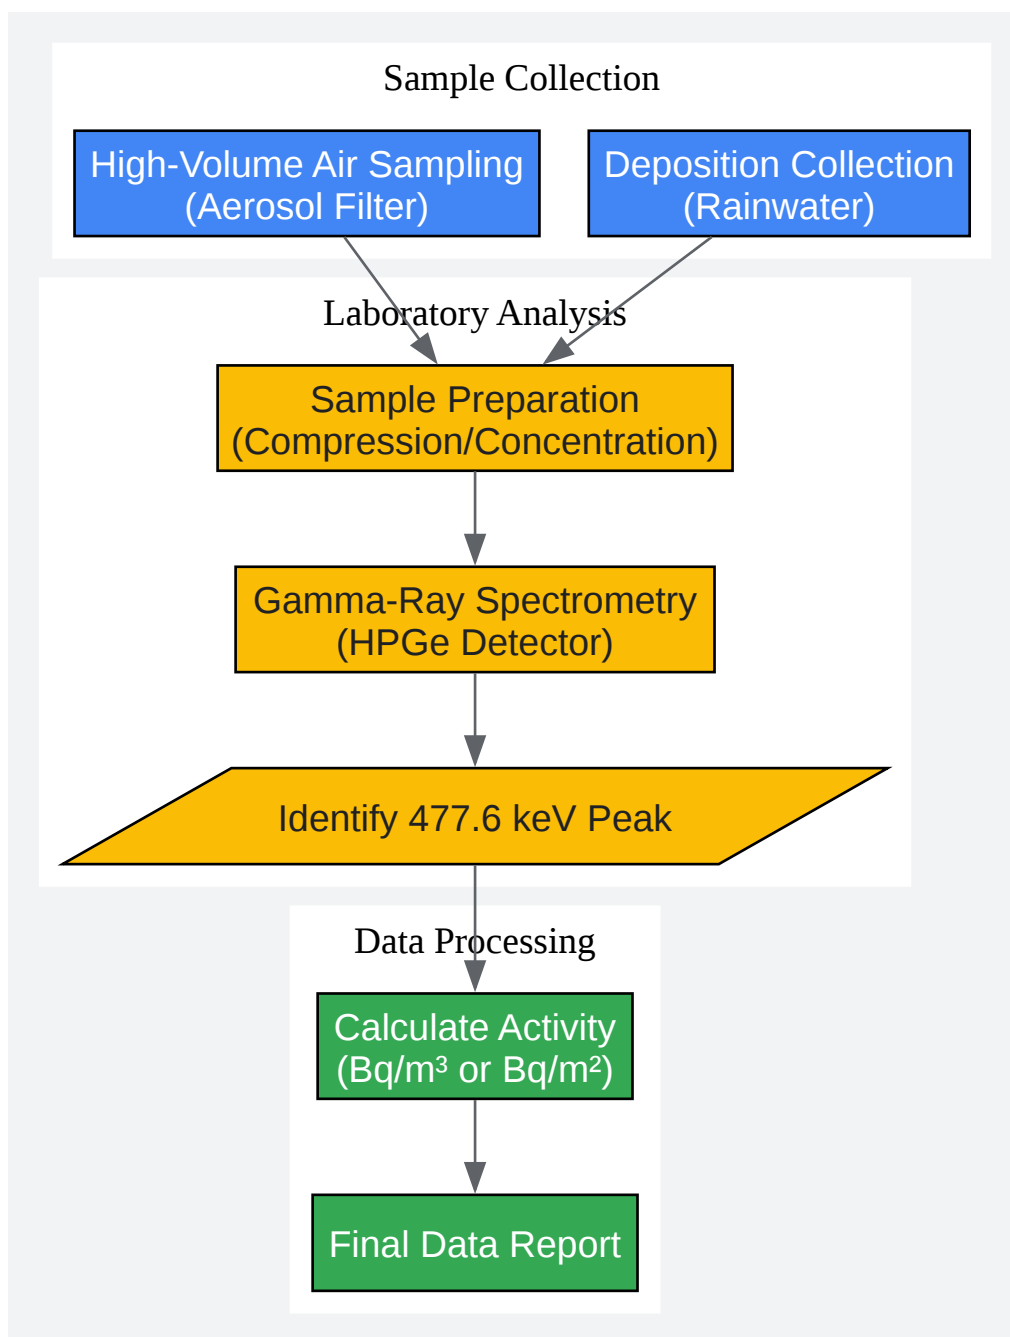 Sample Collection
High-Volume Air Sampling
(Aerosol Filter)
Deposition Collection
(Rainwater)
Laboratory Analysis
Sample Preparation
(Compression/Concentration)
Gamma-Ray Spectrometry
(HPGe Detector)
Identify 477.6 keV Peak
Data Processing
Calculate Activity
(Bq/m³ or Bq/m²)
Final Data Report